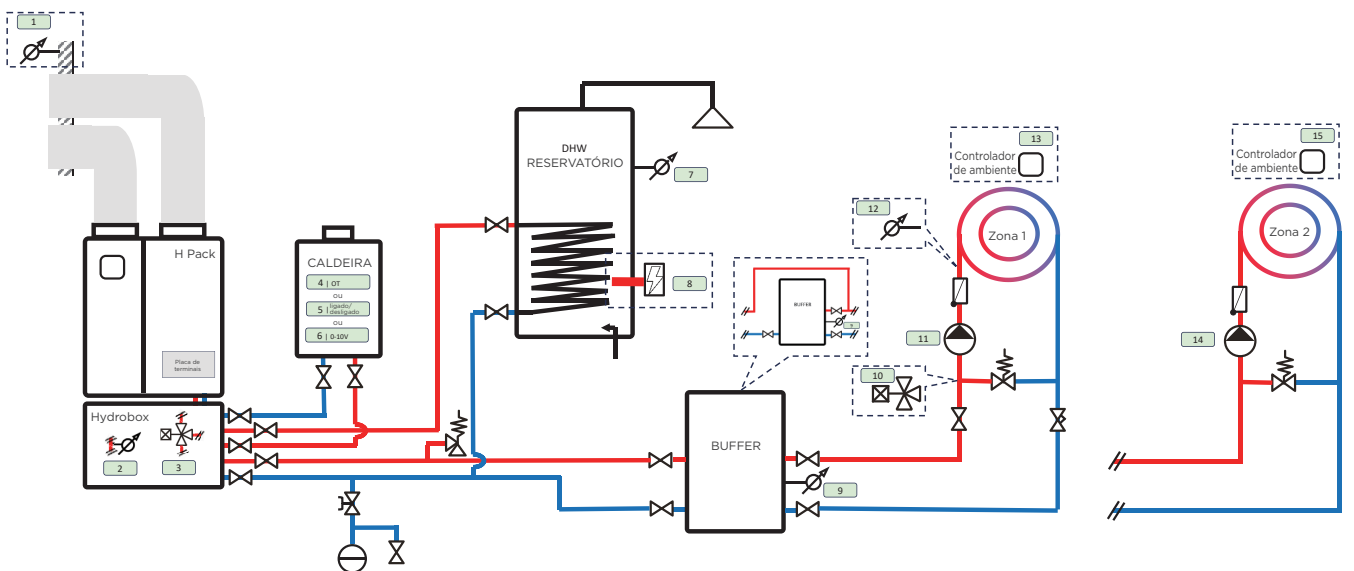 1
DHW
RESERVATÓRIO
7
13
Controlador
de ambiente
15
Controlador
de ambiente
12
Zona 1
Zona 2
H Pack
CALDEIRA
4 | OT
ou
5 | ligado/
desligado
ou
6 | 0-10V
8
BUFFER
9
11
14
Placa de
terminais
10
Hydrobox
2
3
BUFFER
9